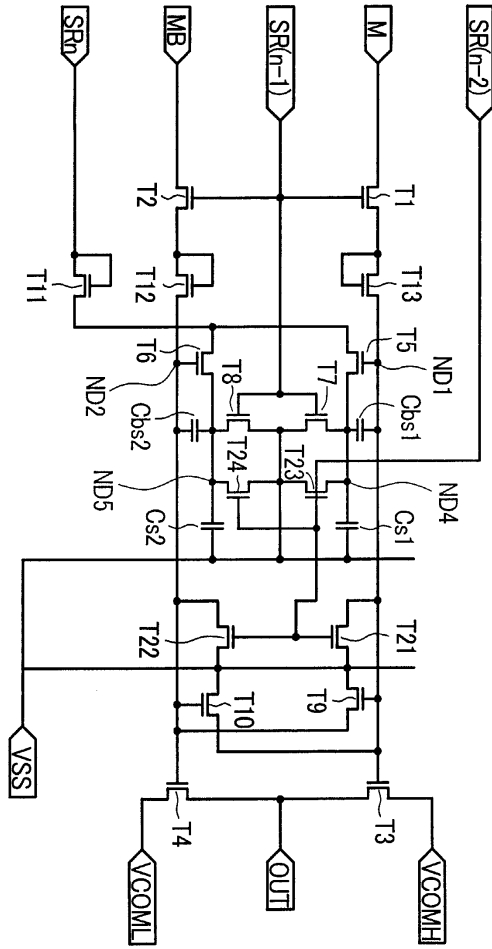 SR(n-2)
M
SR(n-1)
MB
SRn
T1
T2
T13
T12
T11
T5
ND1
T6
ND2
T7
T8
Cbs1
Cbs2
T23
T24
ND4
ND5
Cs1
Cs2
T21
T22
T9
T10
VSS
T3
T4
VCOMH
OUT
VCOML